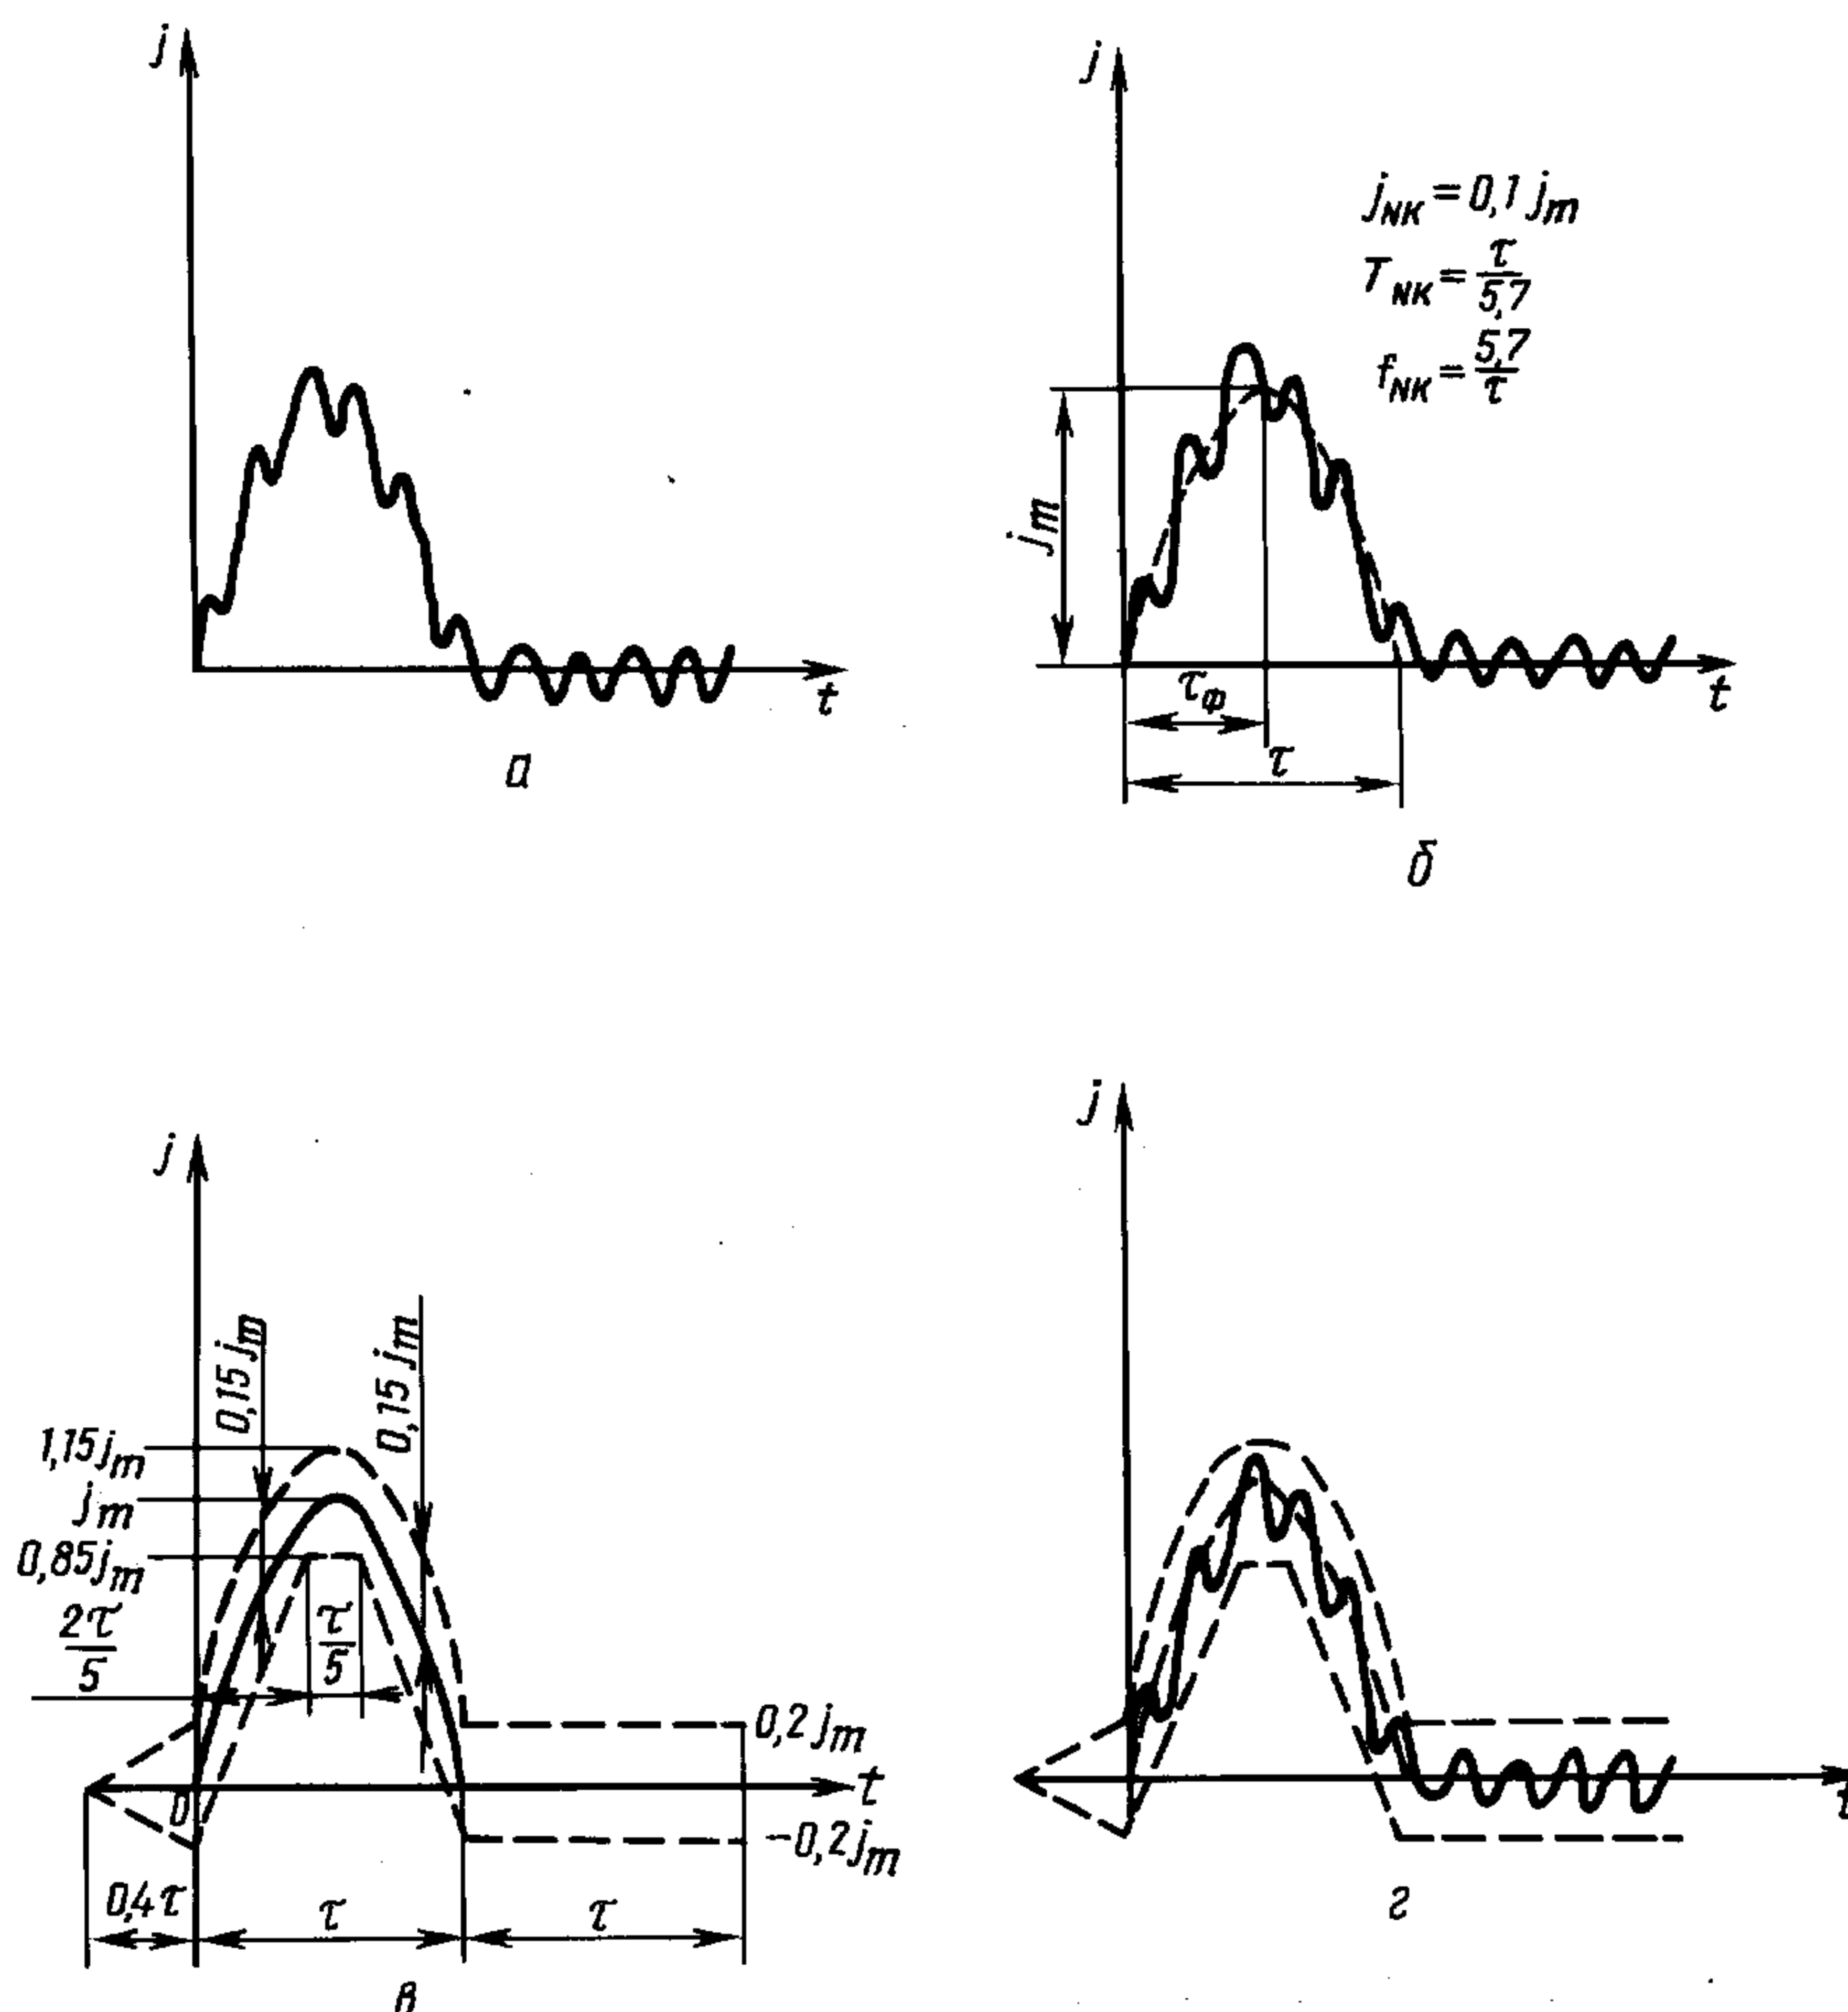 j
t
а
j
j_NK = 0,1 j_m
T_NK = τ/5,7
f_NK = 5,7/τ
j_m
τ_ф
τ
t
б
j
0,15 j_m
0,15 j_m
1,15 j_m
j_m
0,85 j_m
2τ/5
τ/5
0,2 j_m
t
0
-0,2 j_m
0,4τ
τ
τ
в
j
t
г